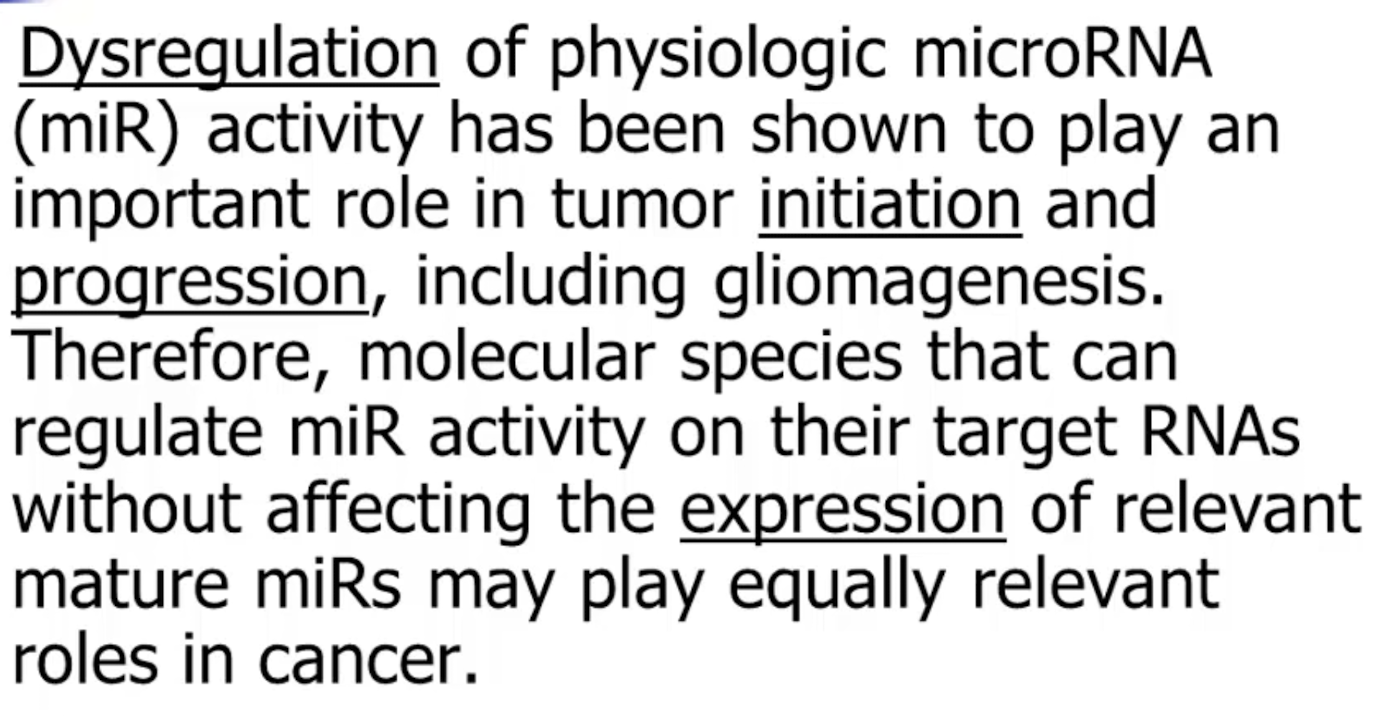 Dysregulation of physiologic microRNA
(miR) activity has been shown to play an
important role in tumor initiation and
progression, including gliomagenesis.
Therefore, molecular species that can
regulate miR activity on their target RNAs
without affecting the expression of relevant
mature miRs may play equally relevant
roles in cancer.